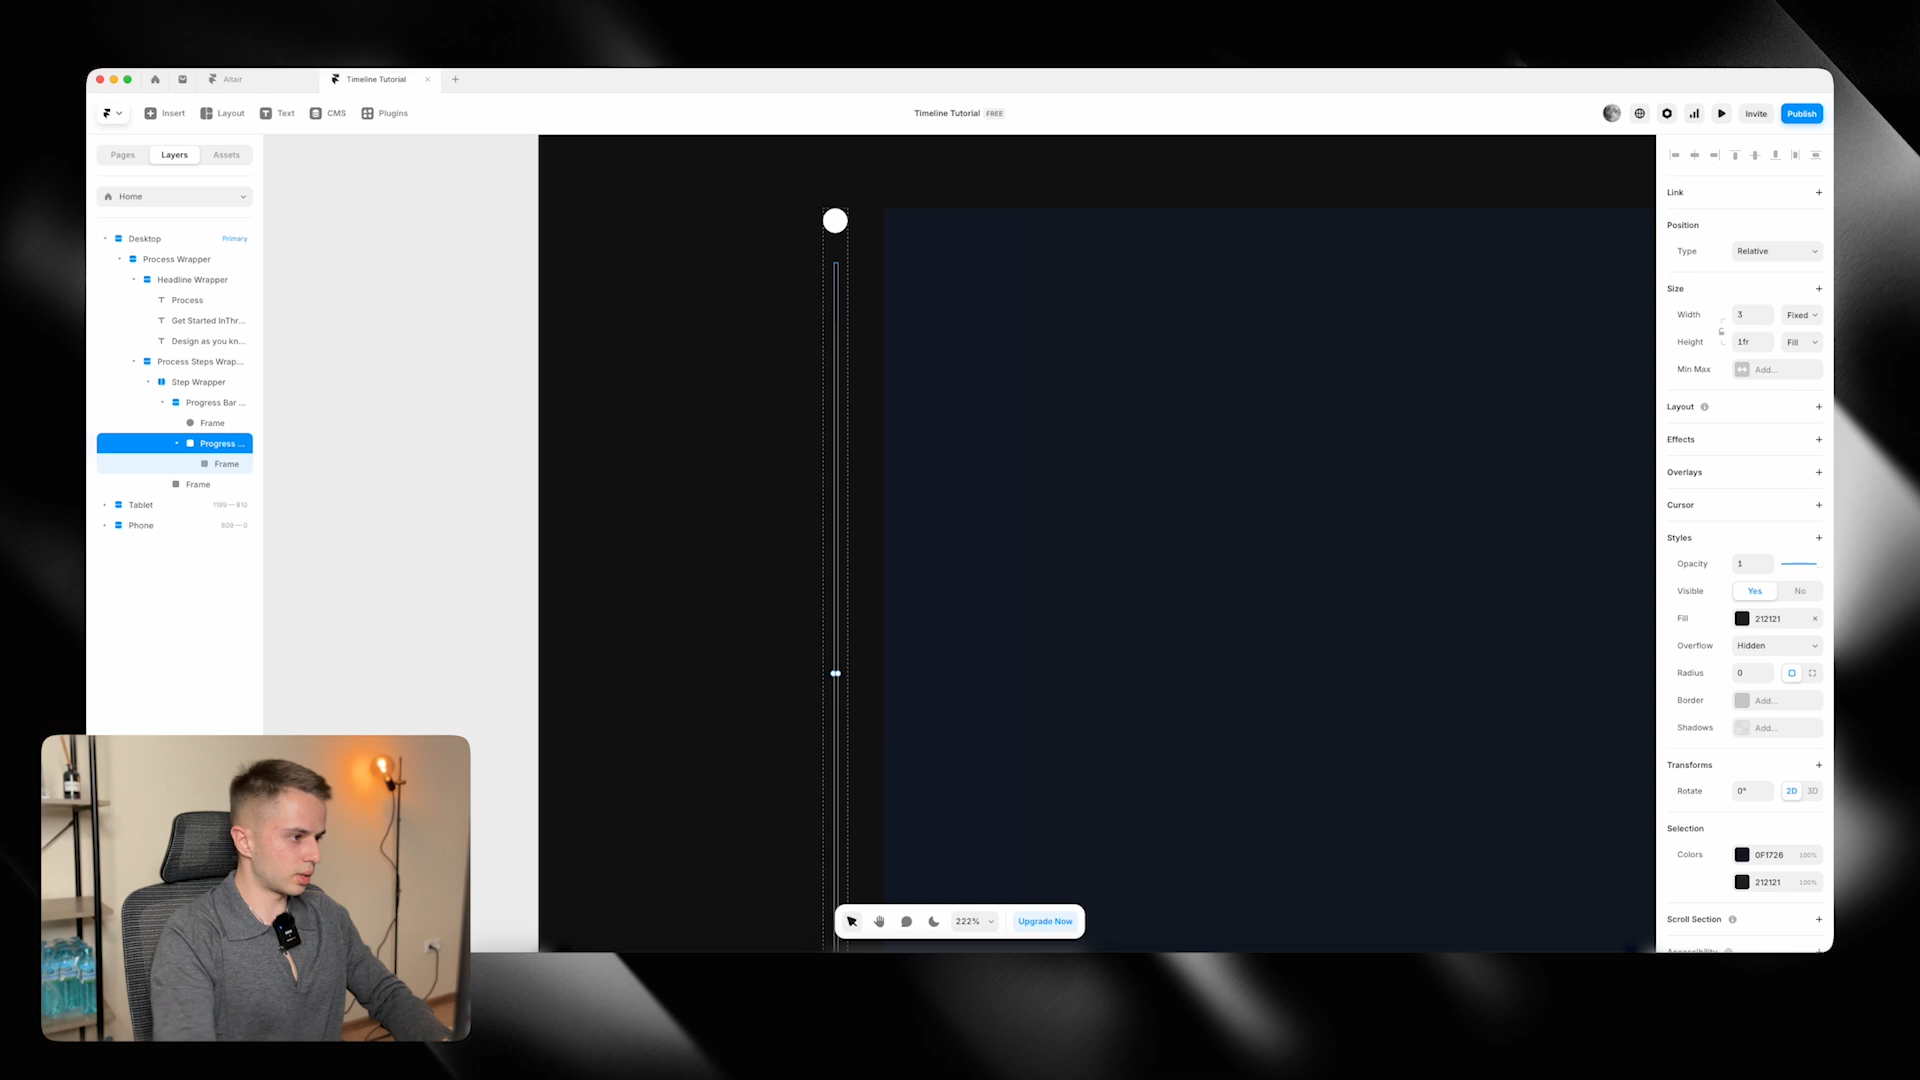 Altair
Timeline Tutorial
Insert
Layout
Text
CMS
Plugins
Timeline Tutorial FREE
Invite
Publish
Pages
Layers
Assets
Home
Desktop
Primary
Process Wrapper
Headline Wrapper
Process
Get Started InThr...
Design as you kn...
Process Steps Wrap...
Step Wrapper
Progress Bar ...
Frame
Progress ...
Frame
Frame
Tablet
1199 — 810
Phone
809 — 0
Link
Position
Type
Relative
Size
Width
3
Fixed
Height
1fr
Fill
Min Max
Add...
Layout
Effects
Overlays
Cursor
Styles
Opacity
1
Visible
Yes
No
Fill
212121
Overflow
Hidden
Radius
0
Border
Add...
Shadows
Add...
Transforms
Rotate
0°
2D
3D
Selection
Colors
0F1726
100%
212121
100%
Scroll Section
222%
Upgrade Now